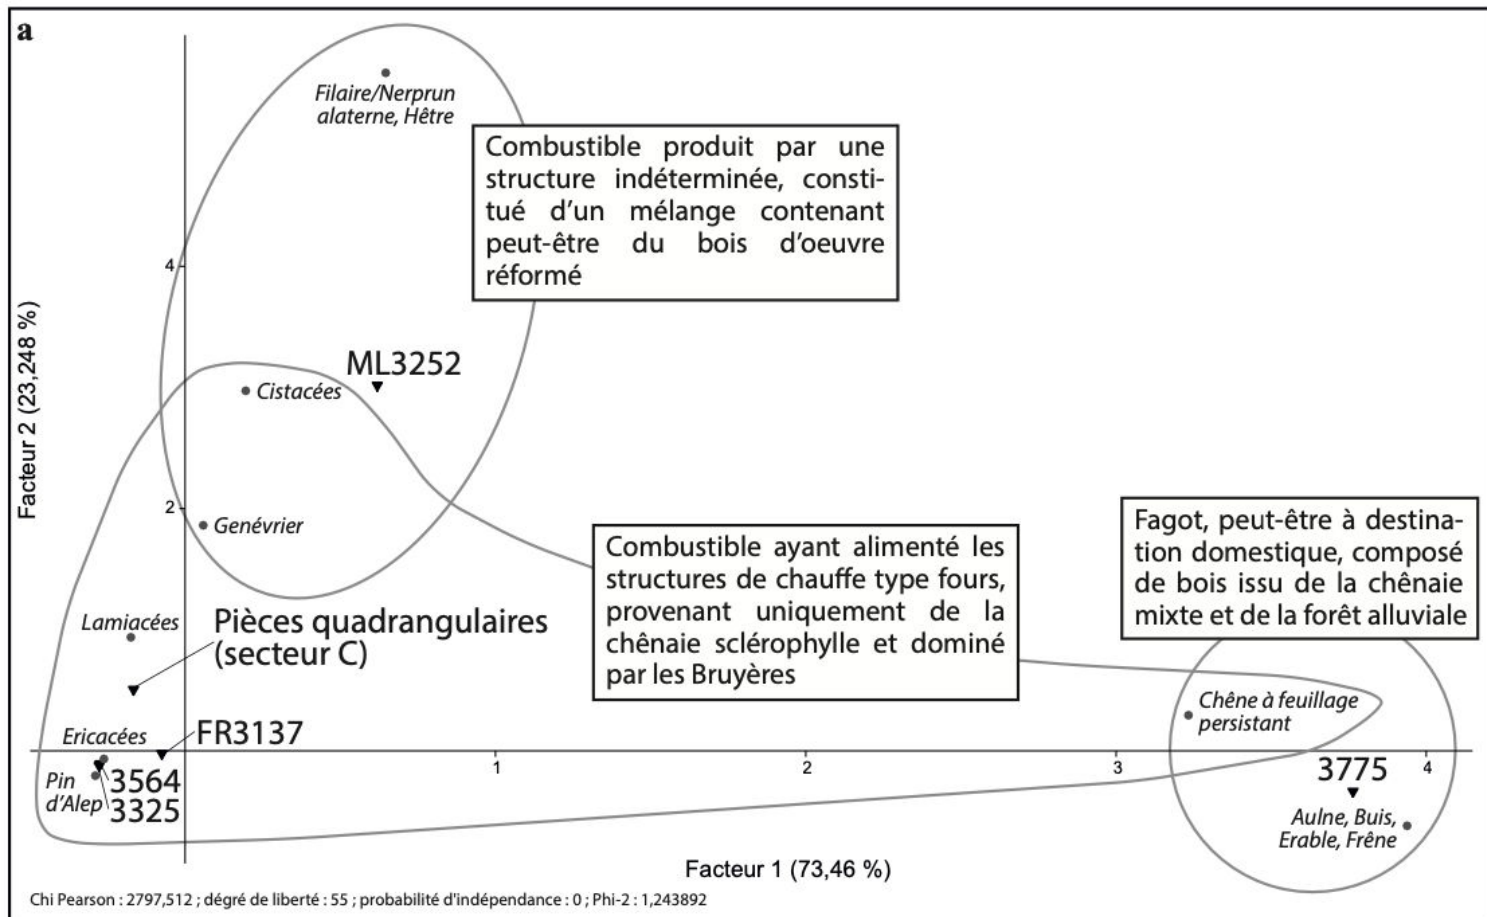 a
Filaire/Nerprun
alaterne, Hêtre
Combustible produit par une
structure indéterminée, consti-
tué d'un mélange contenant
peut-être du bois d'oeuvre
réformé
4
Facteur 2 (23,248 %)
ML3252
Cistacées
2
Genévrier
Combustible ayant alimenté les
structures de chauffe type fours,
provenant uniquement de la
chênaie sclérophylle et dominé
par les Bruyères
Fagot, peut-être à destina-
tion domestique, composé
de bois issu de la chênaie
mixte et de la forêt alluviale
Lamiacées
Pièces quadrangulaires
(secteur C)
Chêne à feuillage
persistant
Ericacées
FR3137
1
2
3
4
Pin
d'Alep
3564
3325
3775
Aulne, Buis,
Erable, Frêne
Facteur 1 (73,46 %)
Chi Pearson : 2797,512 ; dégré de liberté : 55 ; probabilité d'indépendance : 0 ; Phi-2 : 1,243892